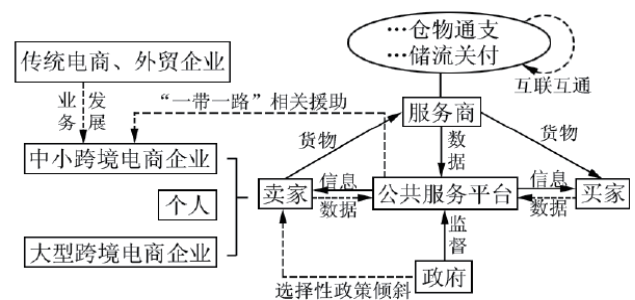 …仓物通支
…储流关付
互联互通
传统电商、外贸企业
业务
发展
“一带一路”相关援助
服务商
货物
数据
货物
中小跨境电商企业
个人
大型跨境电商企业
卖家
信息
数据
公共服务平台
信息
数据
买家
监督
选择性政策倾斜
政府